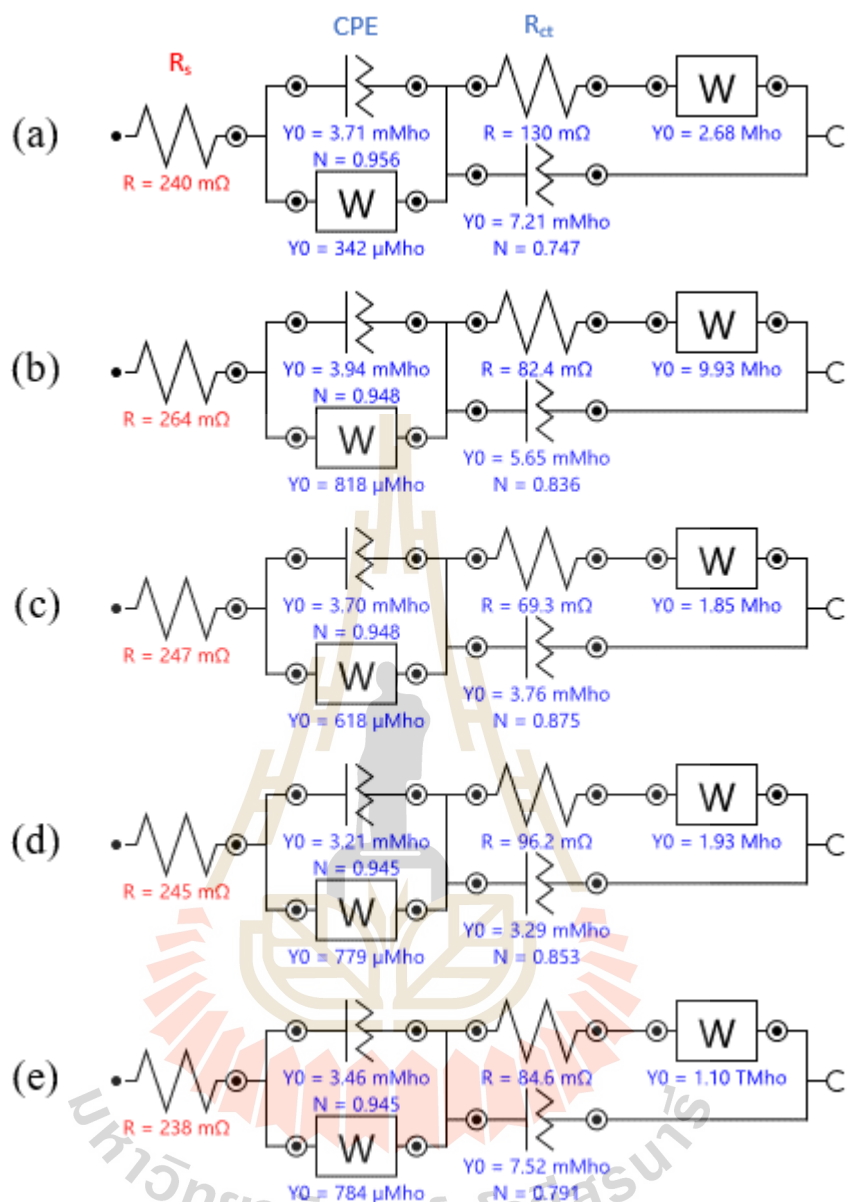 CPE R_ct
R_s
(a)
Y0 = 3.71 mMho R = 130 mΩ W Y0 = 2.68 Mho
N = 0.956
R = 240 mΩ
W Y0 = 7.21 mMho
Y0 = 342 µMho N = 0.747
(b)
Y0 = 3.94 mMho R = 82.4 mΩ W Y0 = 9.93 Mho
N = 0.948
R = 264 mΩ
W Y0 = 5.65 mMho
Y0 = 818 µMho N = 0.836
(c)
Y0 = 3.70 mMho R = 69.3 mΩ W Y0 = 1.85 Mho
N = 0.948
R = 247 mΩ
W Y0 = 3.76 mMho
Y0 = 618 µMho N = 0.875
(d)
Y0 = 3.21 mMho R = 96.2 mΩ W Y0 = 1.93 Mho
N = 0.945
R = 245 mΩ
W Y0 = 3.29 mMho
Y0 = 779 µMho N = 0.853
(e)
Y0 = 3.46 mMho R = 84.6 mΩ W Y0 = 1.10 TMho
N = 0.945
R = 238 mΩ
W Y0 = 7.52 mMho
Y0 = 784 µMho N = 0.791